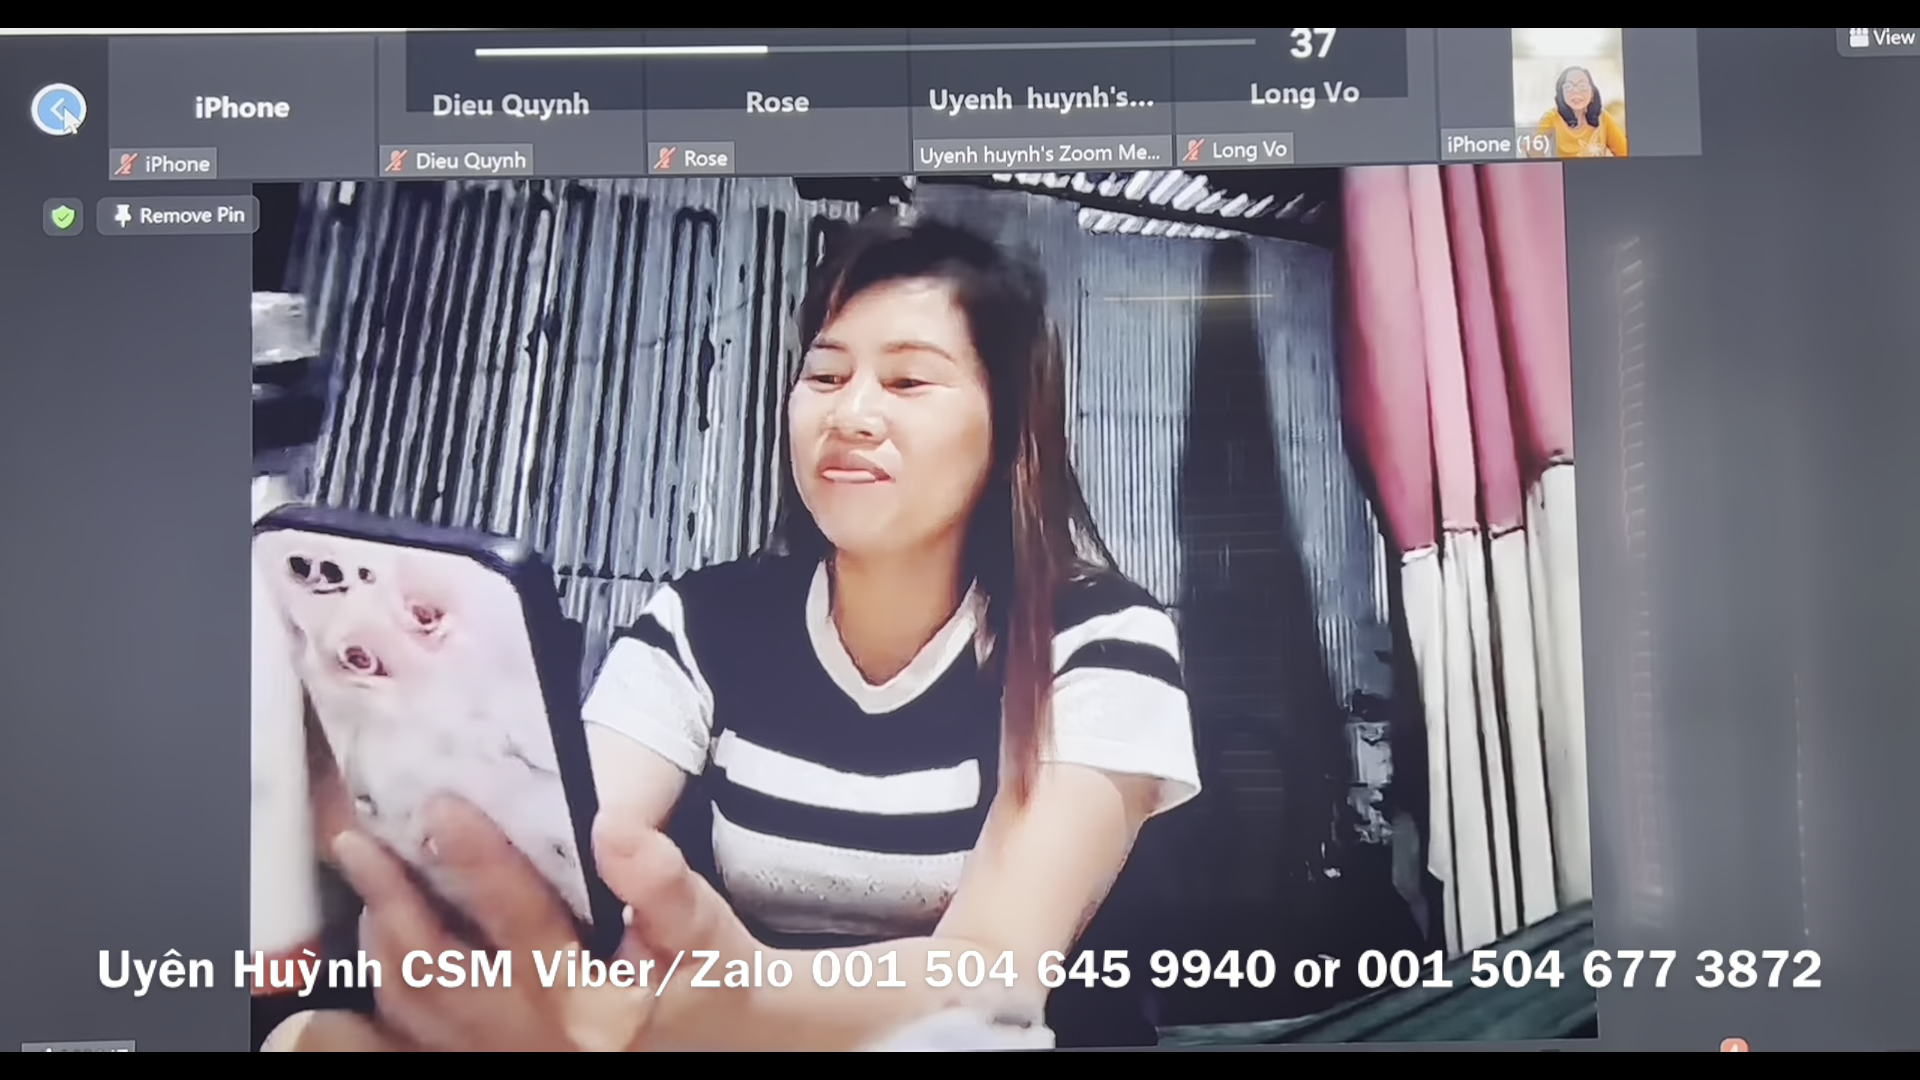 37
View
iPhone
Dieu Quynh
Rose
Uyenh huynh's...
Long Vo
iPhone
Dieu Quynh
Rose
Uyenh huynh's Zoom Me...
Long Vo
iPhone (16)
Remove Pin
Uyên Huỳnh CSM Viber/Zalo 001 504 645 9940 or 001 504 677 3872